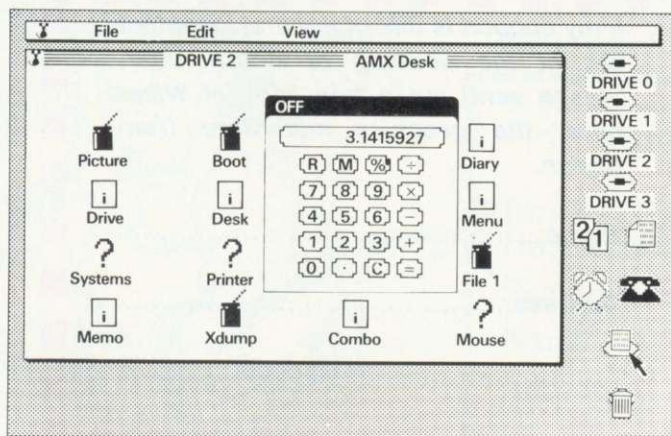 File Edit View
DRIVE 2 AMX Desk
OFF
3.1415927
R M % ÷
7 8 9 ×
4 5 6 −
1 2 3 +
0 · C =
Picture Boot Diary
i i i i
Drive Desk Menu
? ?
Systems Printer File 1
i i ?
Memo Xdump Combo Mouse
DRIVE 0
DRIVE 1
DRIVE 2
DRIVE 3
2 1